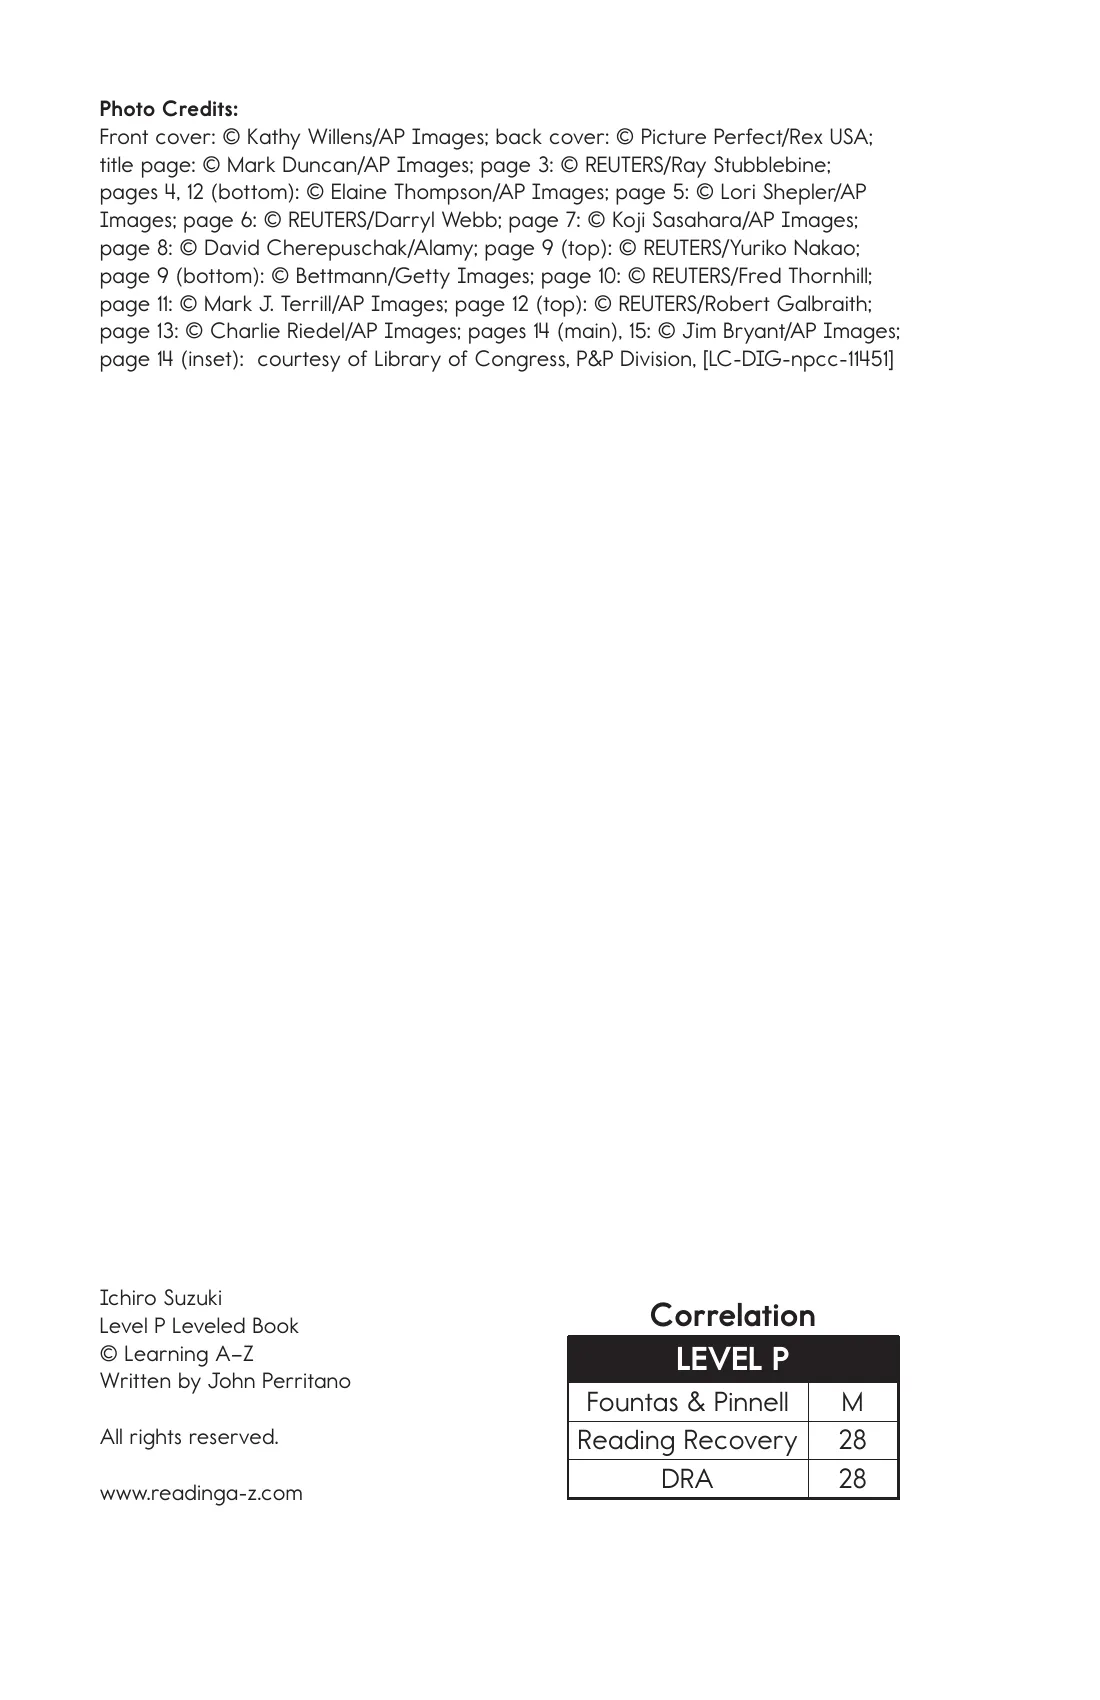 Photo Credits:
Front cover: © Kathy Willens/AP Images; back cover: © Picture Perfect/Rex USA;
title page: © Mark Duncan/AP Images; page 3: © REUTERS/Ray Stubblebine;
pages 4, 12 (bottom): © Elaine Thompson/AP Images; page 5: © Lori Shepler/AP
Images; page 6: © REUTERS/Darryl Webb; page 7: © Koji Sasahara/AP Images;
page 8: © David Cherepuschak/Alamy; page 9 (top): © REUTERS/Yuriko Nakao;
page 9 (bottom): © Bettmann/Getty Images; page 10: © REUTERS/Fred Thornhill;
page 11: © Mark J. Terrill/AP Images; page 12 (top): © REUTERS/Robert Galbraith;
page 13: © Charlie Riedel/AP Images; pages 14 (main), 15: © Jim Bryant/AP Images;
page 14 (inset): courtesy of Library of Congress, P&P Division, [LC-DIG-npcc-11451]
Ichiro Suzuki
Level P Leveled Book
© Learning A–Z
Written by John Perritano
All rights reserved.
www.readinga-z.com
Correlation
LEVEL P
Fountas & Pinnell M
Reading Recovery 28
DRA 28